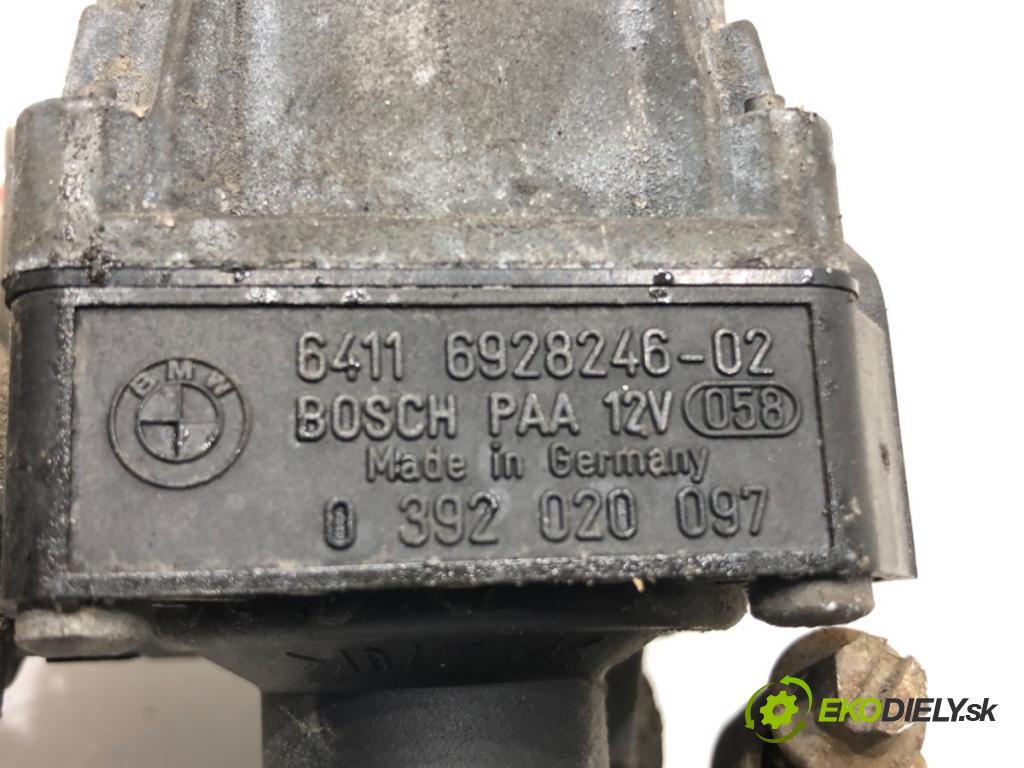 6411 6928246-02
BMW
BOSCH PAA 12V 058
Made in Germany
0 392 020 097
EKODIELY.sk